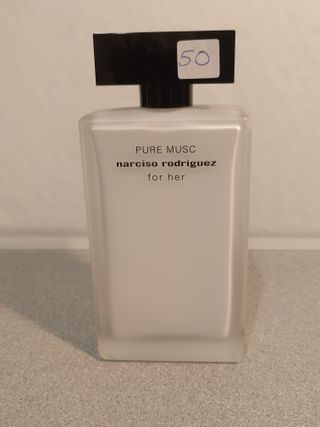 50
PURE MUSC
narciso rodriguez
for her